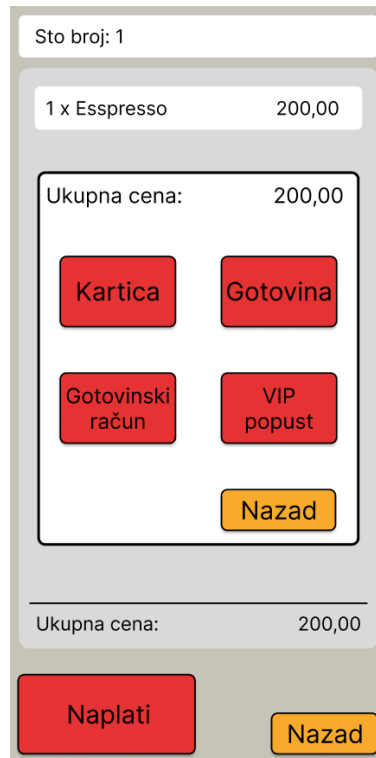 Sto broj: 1
1 x Esspresso 200,00
Ukupna cena: 200,00
Kartica Gotovina
Gotovinski VIP
račun popust
Nazad
Ukupna cena: 200,00
Naplati
Nazad